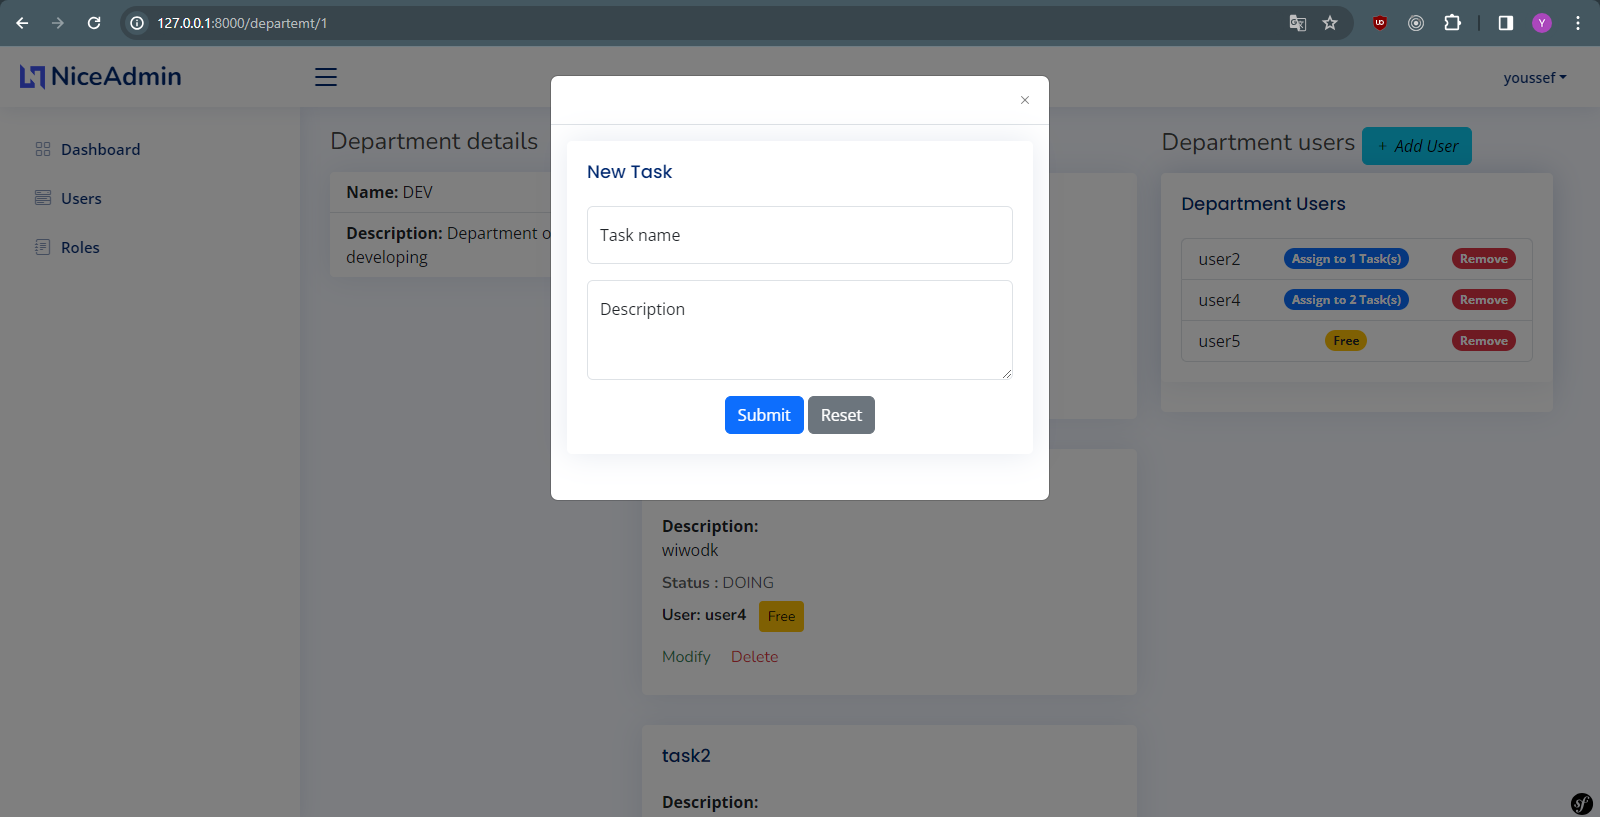 127.0.0.1:8000/departemt/1
Y
NiceAdmin
youssef
Dashboard
Users
Roles
Department details
Name: DEV
Description: Department o
developing
×
New Task
Task name
Description
Submit
Reset
Department users
+ Add User
Department Users
user2 Assign to 1 Task(s) Remove
user4 Assign to 2 Task(s) Remove
user5 Free Remove
Description:
wiwodk
Status : DOING
User: user4 Free
Modify Delete
task2
Description:
sf